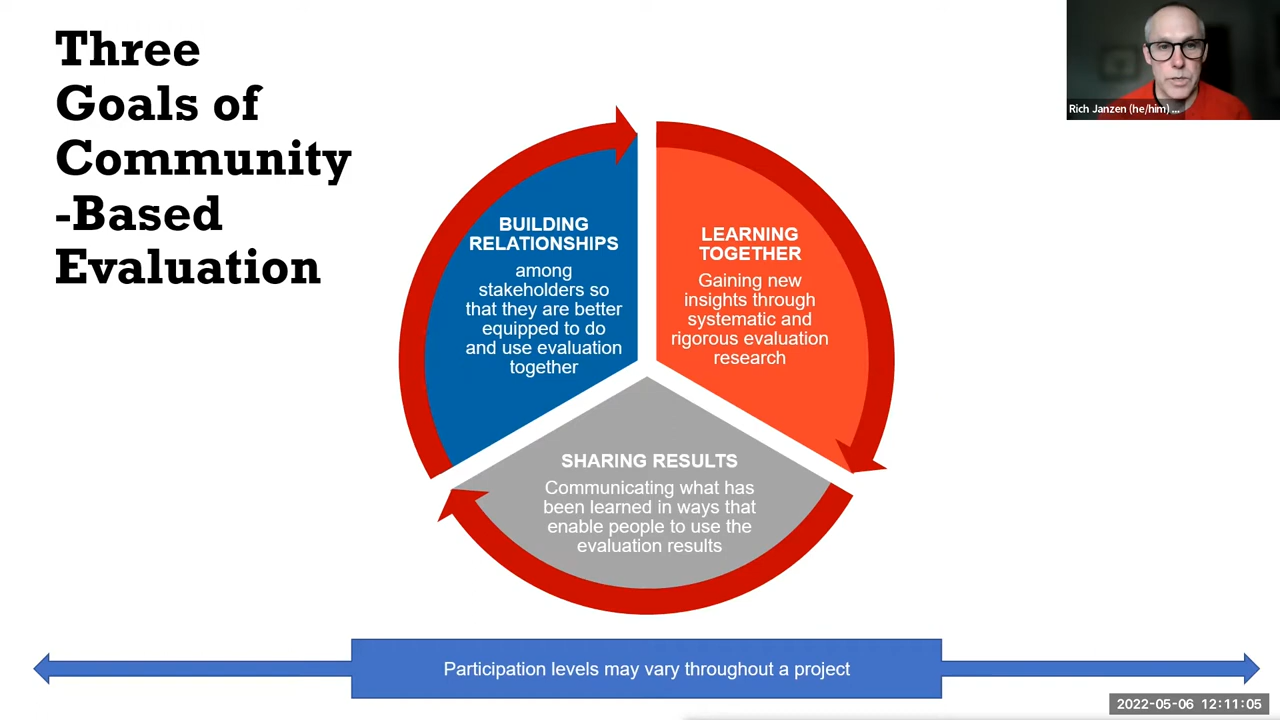 Three
Goals of
Community
-Based
Evaluation
Rich Janzen (he/him) ...
BUILDING
RELATIONSHIPS
among
stakeholders so
that they are better
equipped to do
and use evaluation
together
LEARNING
TOGETHER
Gaining new
insights through
systematic and
rigorous evaluation
research
SHARING RESULTS
Communicating what has
been learned in ways that
enable people to use the
evaluation results
Participation levels may vary throughout a project
2022-05-06 12:11:05